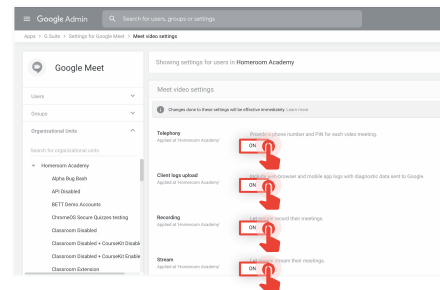 Google Admin
Search for users, groups or settings
Apps > G Suite > Settings for Google Meet > Meet video settings
Google Meet
Showing settings for users in Homeroom Academy
Users
Groups
Organizational Units
Search for organizational units
Homeroom Academy
Alpha Bug Bash
API Disabled
BETT Demo Accounts
ChromeOS Secure Quizzes testing
Classroom Disabled
Classroom Disabled + CourseKit Disabl
Classroom Disabled + CourseKit Enable
Classroom Extension
Meet video settings
Changes done to these settings will be effective immediately. Learn more
Telephony
Applied at 'Homeroom Academy'
Provide a phone number and PIN for each video meeting.
ON
Client logs upload
Applied at 'Homeroom Academy'
Include web browser and mobile app logs with diagnostic data sent to Google.
ON
Recording
Applied at 'Homeroom Academy'
Let people record their meetings.
ON
Stream
Applied at 'Homeroom Academy'
Let people stream their meetings.
ON